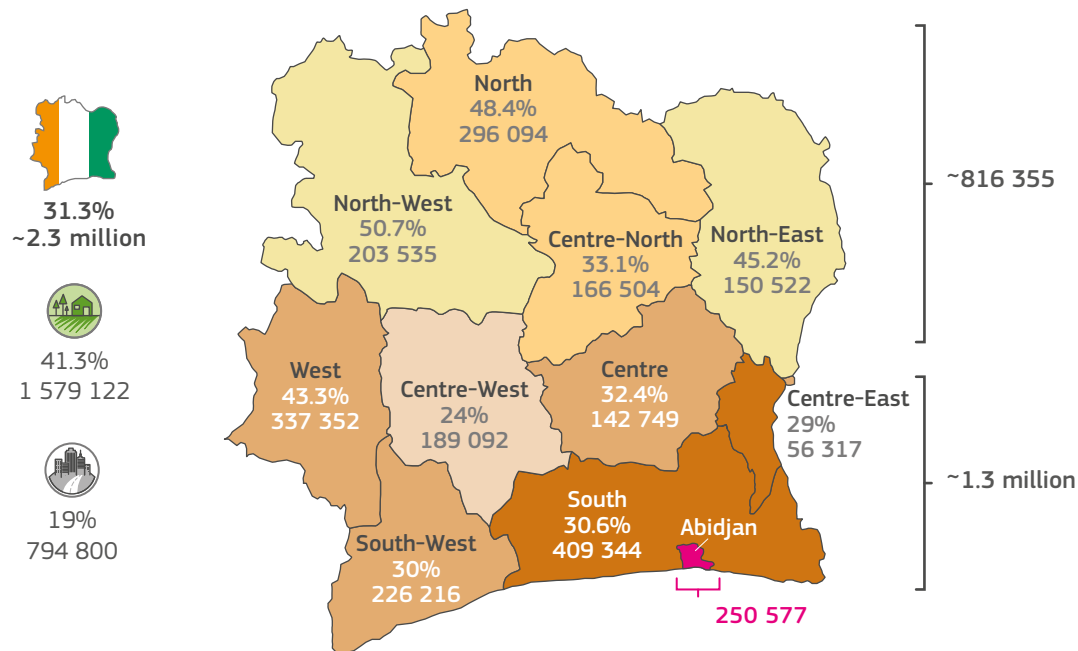 31.3%
~2.3 million
41.3%
1 579 122
19%
794 800
North
48.4%
296 094
North-West
50.7%
203 535
Centre-North
33.1%
166 504
North-East
45.2%
150 522
West
43.3%
337 352
Centre-West
24%
189 092
Centre
32.4%
142 749
Centre-East
29%
56 317
South-West
30%
226 216
South
30.6%
409 344
Abidjan
250 577
~816 355
~1.3 million